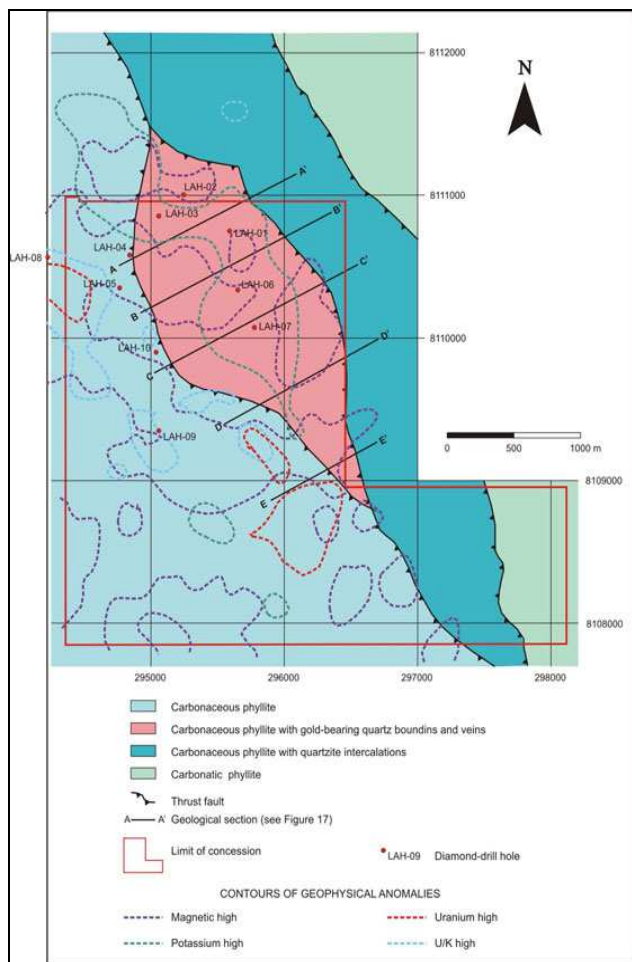 8112000
N
LAH-02
A'
8111000
LAH-03
B'
LAH-01
LAH-04
C'
LAH-08
A
LAH-05
LAH-06
B
LAH-07
8110000
D'
LAH-10
C
0 500 1000 m
D
LAH-09
E'
8109000
E
8108000
295000 296000 297000 298000
Carbonaceous phyllite
Carbonaceous phyllite with gold-bearing quartz boundins and veins
Carbonaceous phyllite with quartzite intercalations
Carbonatic phyllite
Thrust fault
A A' Geological section (see Figure 17)
Limit of concession LAH-09 Diamond-drill hole
CONTOURS OF GEOPHYSICAL ANOMALIES
Magnetic high Uranium high
Potassium high U/K high